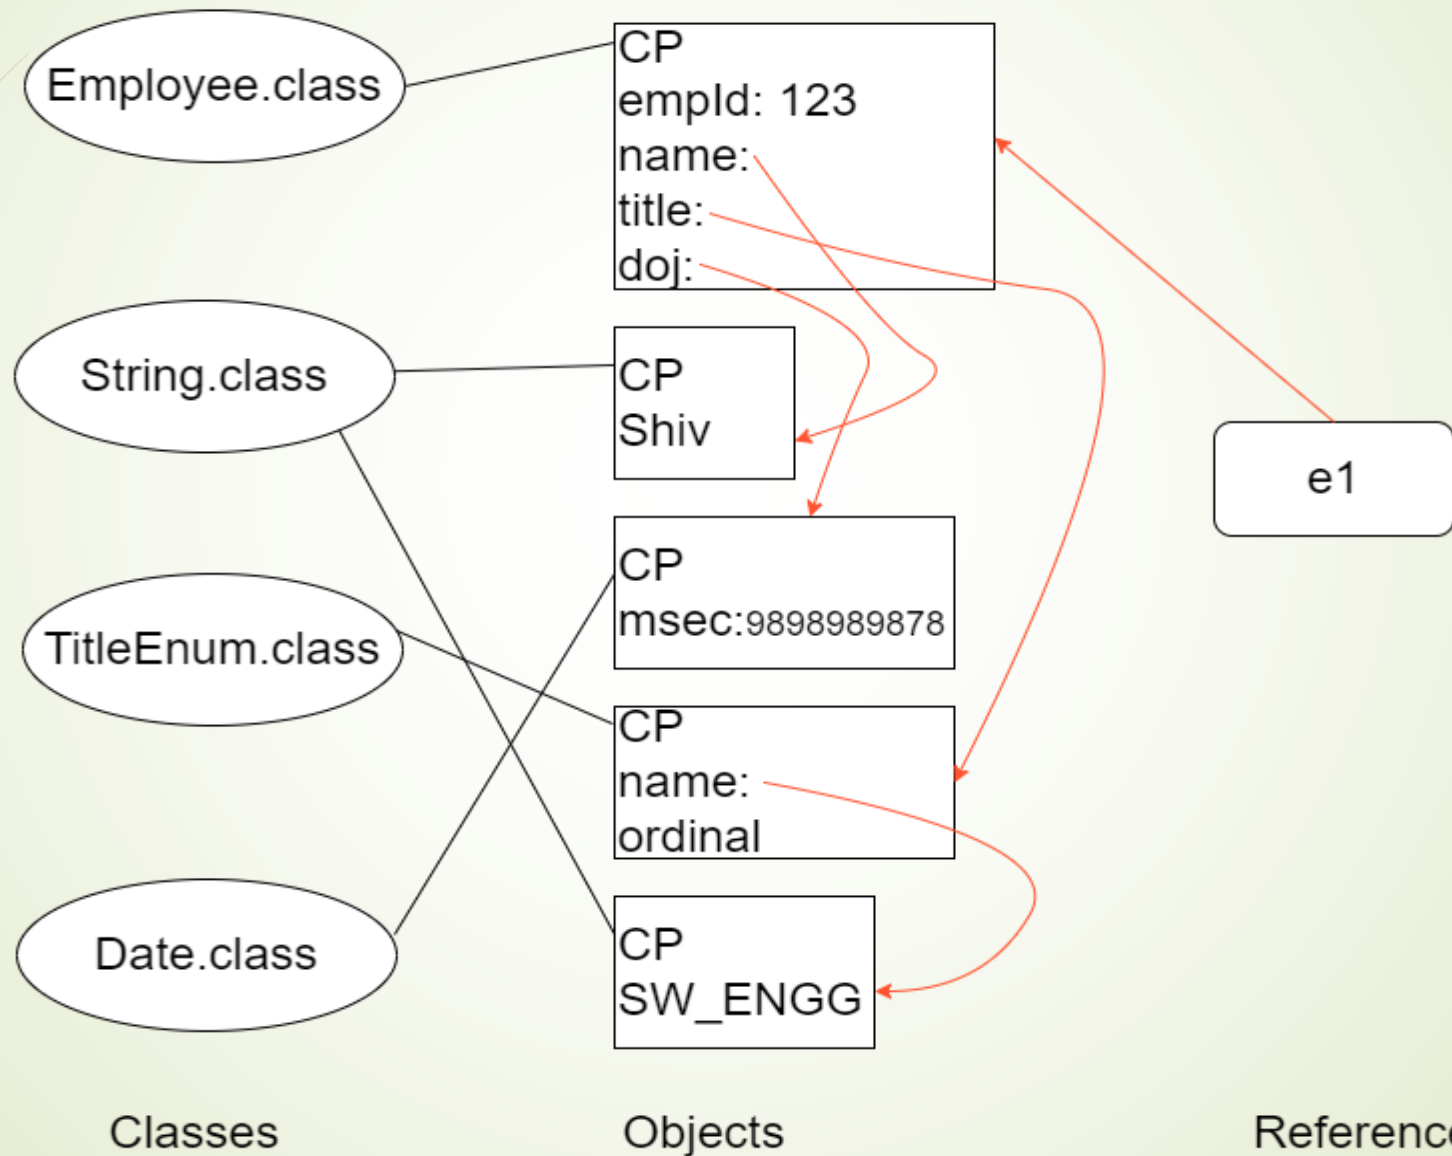 Employee.class
CP
empId: 123
name:
title:
doj:
String.class
CP
Shiv
e1
CP
msec:9898989878
TitleEnum.class
CP
name:
ordinal
Date.class
CP
SW_ENGG
Classes
Objects